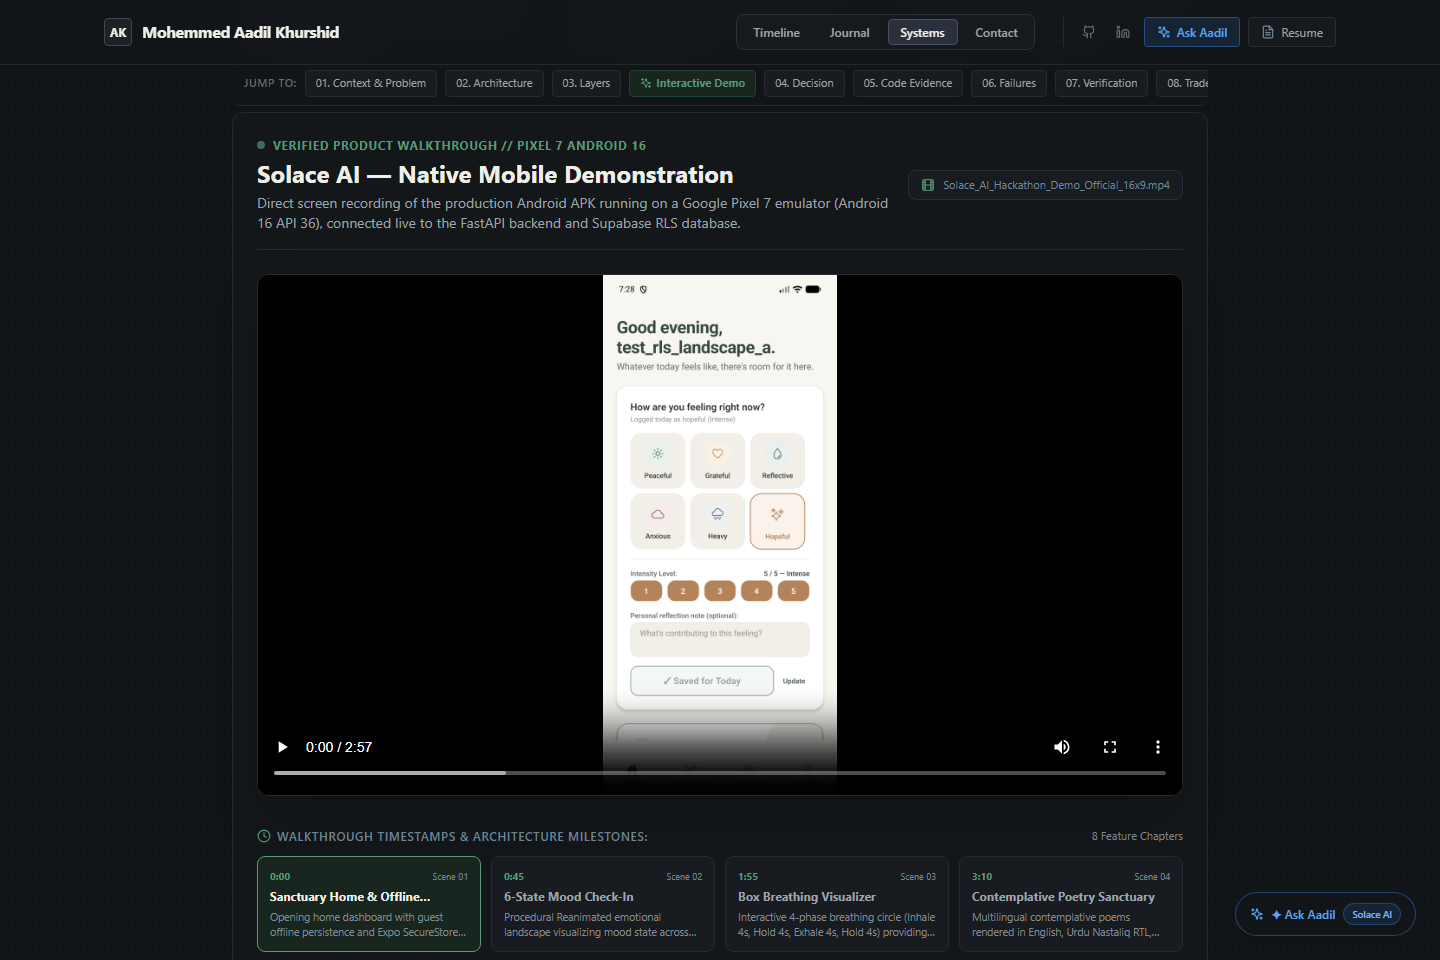 AK Mohemmed Aadil Khurshid
Timeline Journal Systems Contact
Ask Aadil
Resume
JUMP TO: 01. Context & Problem 02. Architecture 03. Layers Interactive Demo 04. Decision 05. Code Evidence 06. Failures 07. Verification 08. Trade
VERIFIED PRODUCT WALKTHROUGH // PIXEL 7 ANDROID 16
Solace AI — Native Mobile Demonstration
Direct screen recording of the production Android APK running on a Google Pixel 7 emulator (Android
16 API 36), connected live to the FastAPI backend and Supabase RLS database.
Solace_AI_Hackathon_Demo_Official_16x9.mp4
7:28
Good evening,
test_rls_landscape_a.
Whatever today feels like, there's room for it here.
How are you feeling right now?
Logged today as hopeful (Intense)
Peaceful Grateful Reflective
Anxious Heavy Hopeful
Intensity Level: 5 / 5 — Intense
1 2 3 4 5
Personal reflection note (optional):
What's contributing to this feeling?
✓ Saved for Today Update
0:00 / 2:57
WALKTHROUGH TIMESTAMPS & ARCHITECTURE MILESTONES:
8 Feature Chapters
0:00 Scene 01
Sanctuary Home & Offline...
Opening home dashboard with guest
offline persistence and Expo SecureStore...
0:45 Scene 02
6-State Mood Check-In
Procedural Reanimated emotional
landscape visualizing mood state across...
1:55 Scene 03
Box Breathing Visualizer
Interactive 4-phase breathing circle (Inhale
4s, Hold 4s, Exhale 4s, Hold 4s) providing...
3:10 Scene 04
Contemplative Poetry Sanctuary
Multilingual contemplative poems
rendered in English, Urdu Nastaliq RTL,...
✦ Ask Aadil Solace AI